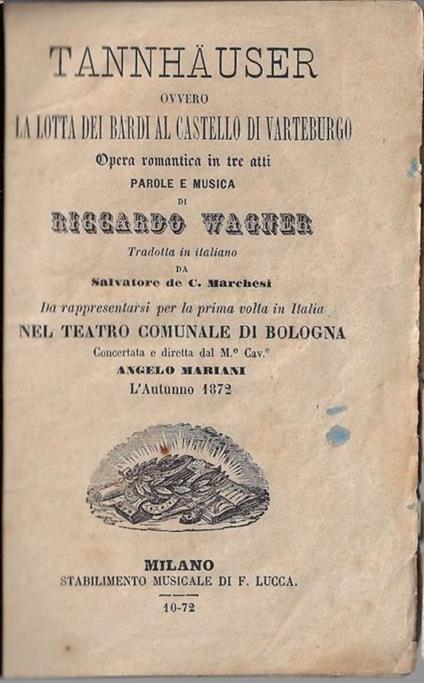 TANNHÄUSER
OVVERO
LA LOTTA DEI BARDI AL CASTELLO DI VARTEBURGO
Opera romantica in tre atti
PAROLE E MUSICA
DI
RICCARDO WAGNER
Tradotta in italiano
DA
Salvatore de C. Marchesi
Da rappresentarsi per la prima volta in Italia
NEL TEATRO COMUNALE DI BOLOGNA
Concertata e diretta dal M.º Cav.º
ANGELO MARIANI
L'Autunno 1872
MILANO
STABILIMENTO MUSICALE DI F. LUCCA.
10-72